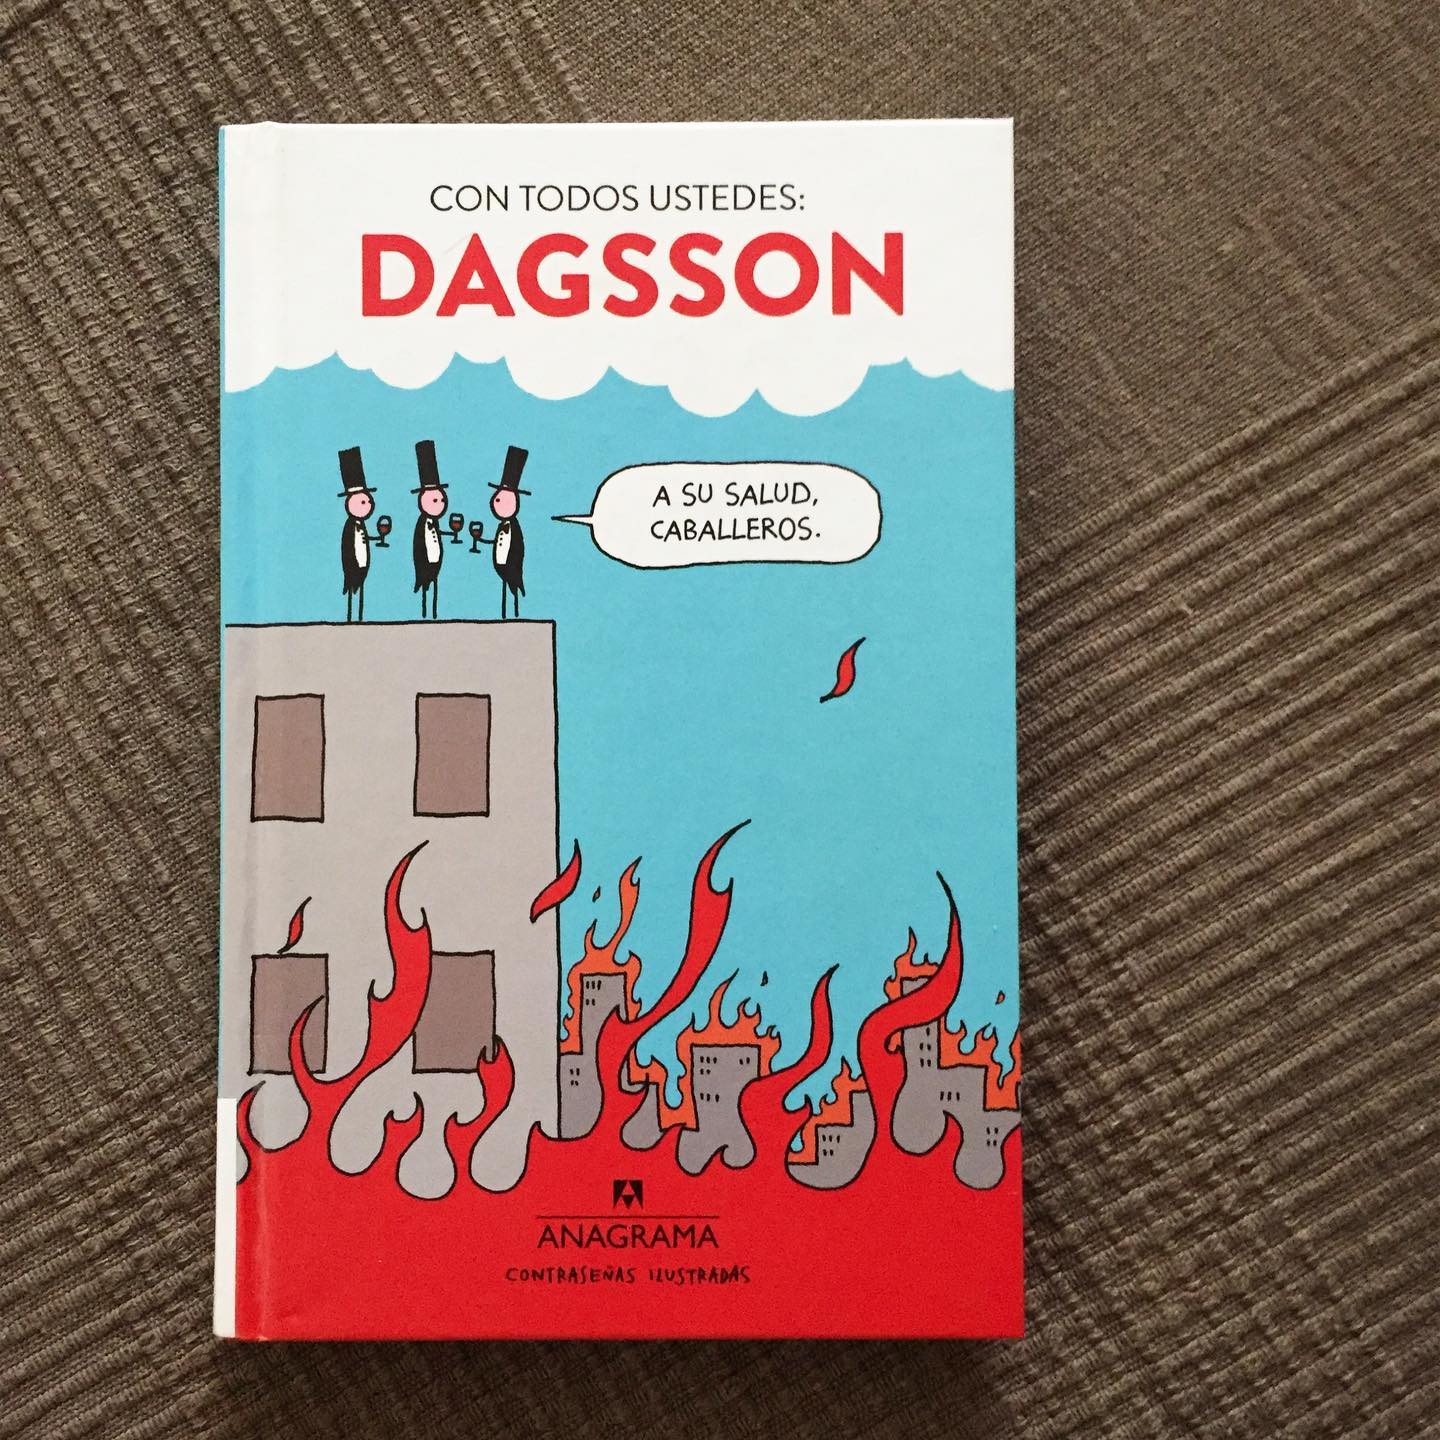 CON TODOS USTEDES:
DAGSSON
A SU SALUD,
CABALLEROS.
ANAGRAMA
CONTRASEÑAS ILUSTRADAS